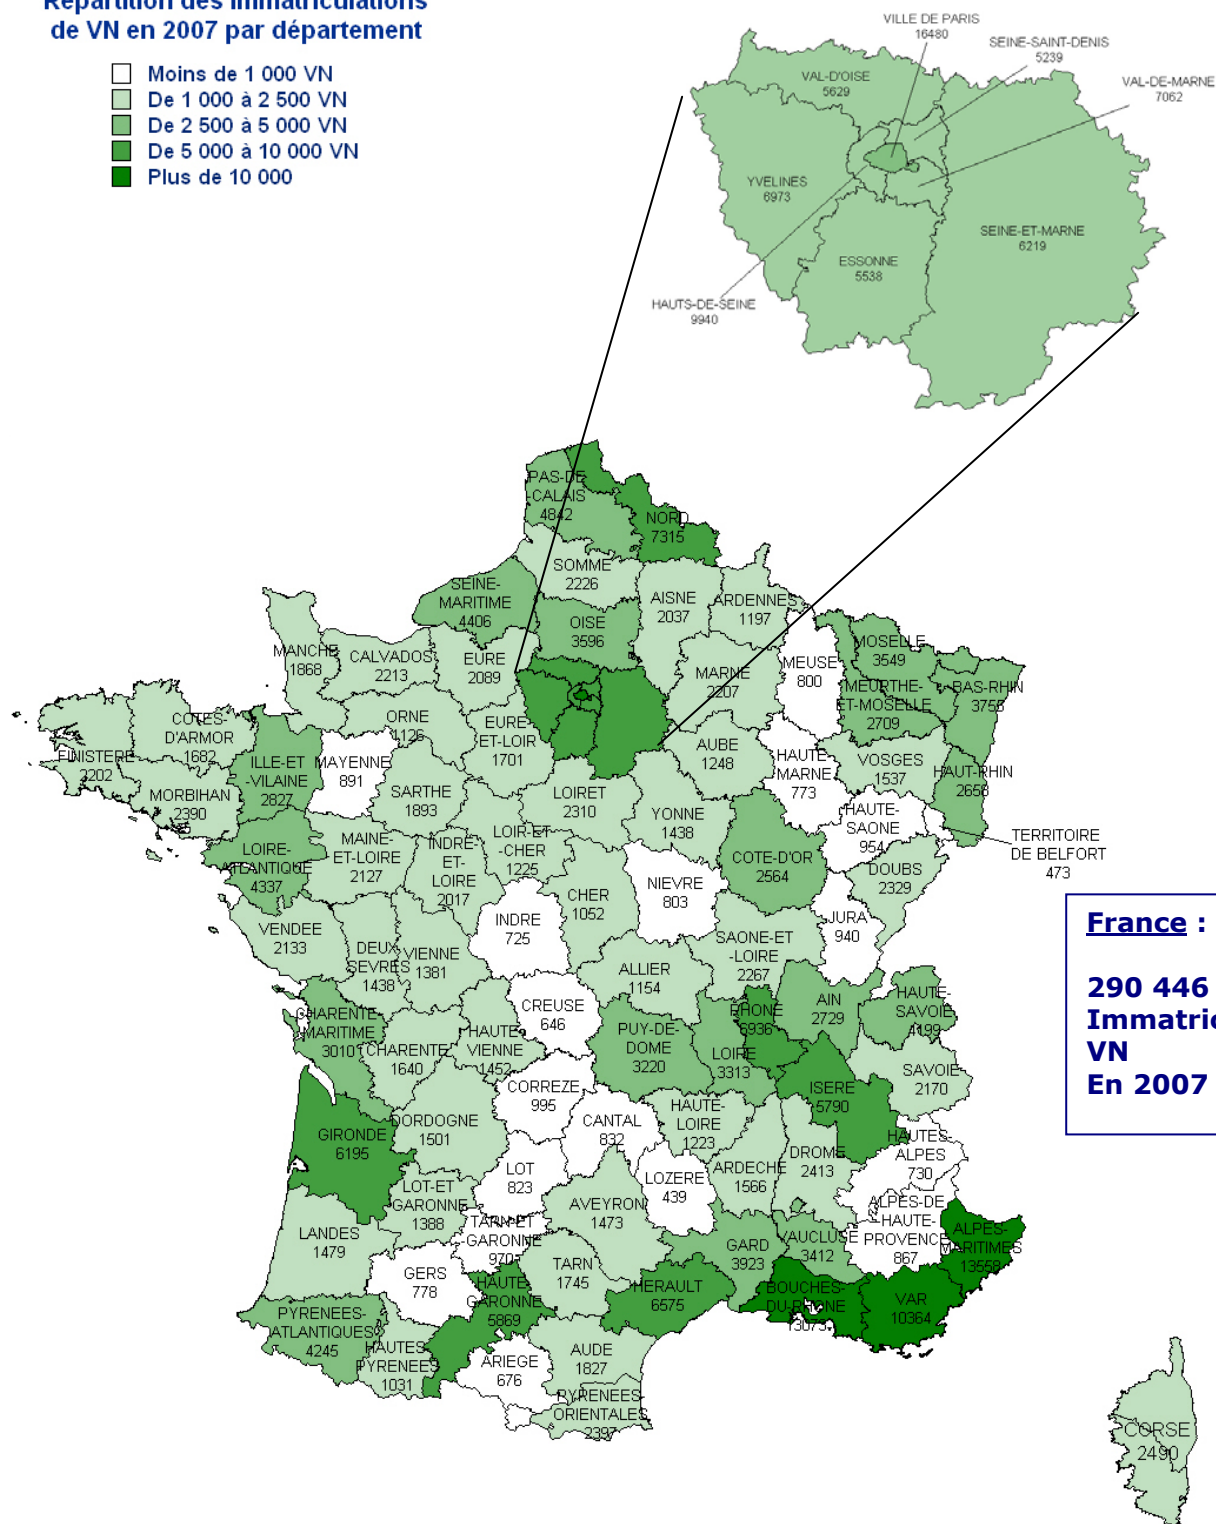 Répartition des immatriculations
de VN en 2007 par département
Moins de 1 000 VN
De 1 000 à 2 500 VN
De 2 500 à 5 000 VN
De 5 000 à 10 000 VN
Plus de 10 000
VILLE DE PARIS
16480
SEINE-SAINT-DENIS
5239
VAL-D'OISE
5629
VAL-DE-MARNE
7062
YVELINES
6973
SEINE-ET-MARNE
6219
ESSONNE
5538
HAUTS-DE-SEINE
9940
PAS-DE
-CALAIS
4842
NORD
7315
SOMME
2226
SEINE-
MARITIME
4406
AISNE
2037
ARDENNES
1197
OISE
3596
MANCHE
1868
CALVADOS
2213
EURE
2089
MARNE
2207
MEUSE
800
MOSELLE
3549
MEURTHE-
ET-MOSELLE
2709
BAS-RHIN
3755
COTES-
D'ARMOR
1682
FINISTERE
2202
MORBIHAN
2390
ILLE-ET
-VILAINE
2827
MAYENNE
891
ORNE
1126
EURE-
ET-LOIR
1701
SARTHE
1893
LOIRET
2310
AUBE
1248
HAUTE-
MARNE
773
VOSGES
1537
HAUT-RHIN
2658
YONNE
1438
HAUTE-
SAONE
954
TERRITOIRE
DE BELFORT
473
LOIRE-
ATLANTIQUE
4337
MAINE-
ET-LOIRE
2127
INDRE-
ET-
LOIRE
2017
LOIR-ET
-CHER
1225
CHER
1052
NIEVRE
803
COTE-D'OR
2564
DOUBS
2329
JURA
940
VENDEE
2133
DEUX
SEVRES
1438
VIENNE
1381
INDRE
725
ALLIER
1154
SAONE-ET
-LOIRE
2267
France :
290 446
VN
En 2007
CHARENTE-
MARITIME
3010
CHARENTE
1640
HAUTE-
VIENNE
1452
CREUSE
646
PUY-DE-
DOME
3220
LOIRE
3313
RHONE
6936
AIN
2729
HAUTE-
SAVOIE
4199
SAVOIE
2170
ISERE
5790
CORREZE
995
DORDOGNE
1501
GIRONDE
6195
CANTAL
832
HAUTE-
LOIRE
1223
ARDECHE
1566
DROME
2413
HAUTES-
ALPES
730
LOT
823
LOZERE
439
AVEYRON
1473
LOT-ET
GARONNE
1388
LANDES
1479
TARN-ET
GARONNE
970
TARN
1745
GARD
3923
VAUCLUSE
3412
ALPES-DE-
HAUTE-
PROVENCE
867
ALPES-
MARITIMES
13558
GERS
778
HAUTE-
GARONNE
5869
HERAULT
6575
BOUCHES-
DU-RHONE
13073
VAR
10364
PYRENEES-
ATLANTIQUES
4245
HAUTES-
PYRENEES
1031
ARIEGE
676
AUDE
1827
PYRENEES-
ORIENTALES
2397
CORSE
2490